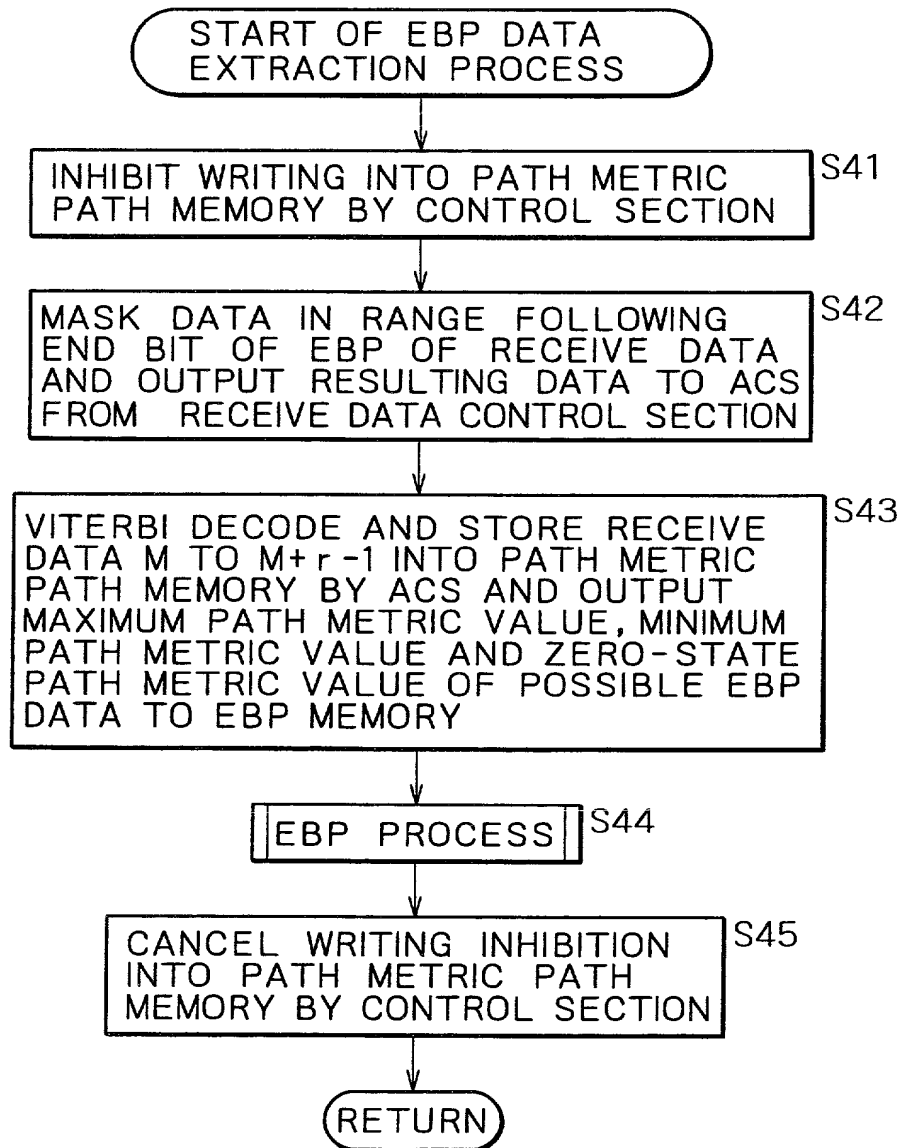 START OF EBP DATA
EXTRACTION PROCESS
S41
INHIBIT WRITING INTO PATH METRIC
PATH MEMORY BY CONTROL SECTION
S42
MASK DATA IN RANGE FOLLOWING
END BIT OF EBP OF RECEIVE DATA
AND OUTPUT RESULTING DATA TO ACS
FROM RECEIVE DATA CONTROL SECTION
S43
VITERBI DECODE AND STORE RECEIVE
DATA M TO M+r-1 INTO PATH METRIC
PATH MEMORY BY ACS AND OUTPUT
MAXIMUM PATH METRIC VALUE, MINIMUM
PATH METRIC VALUE AND ZERO-STATE
PATH METRIC VALUE OF POSSIBLE EBP
DATA TO EBP MEMORY
EBP PROCESS
S44
S45
CANCEL WRITING INHIBITION
INTO PATH METRIC PATH
MEMORY BY CONTROL SECTION
RETURN